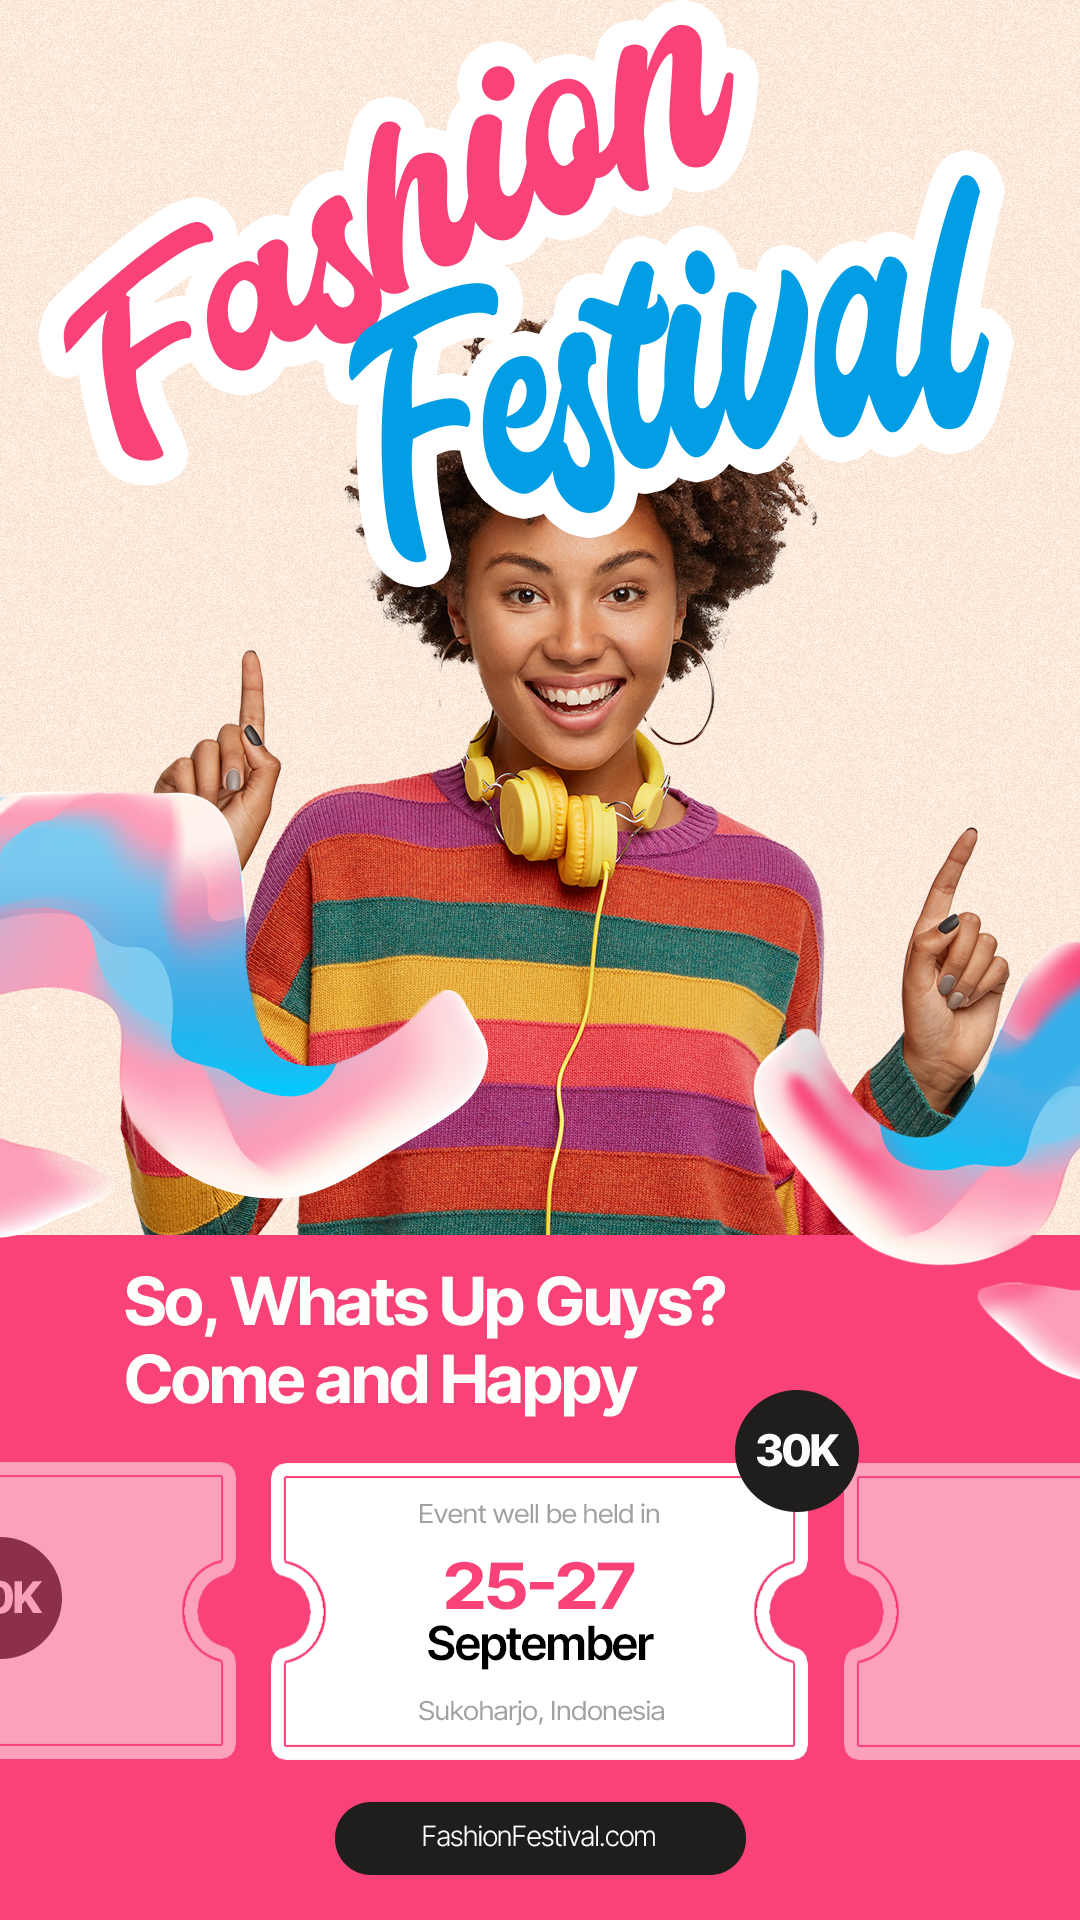 Fashion
Festival
So, Whats Up Guys?
Come and Happy
30K
Event well be held in
25-27
September
Sukoharjo, Indonesia
0K
FashionFestival.com